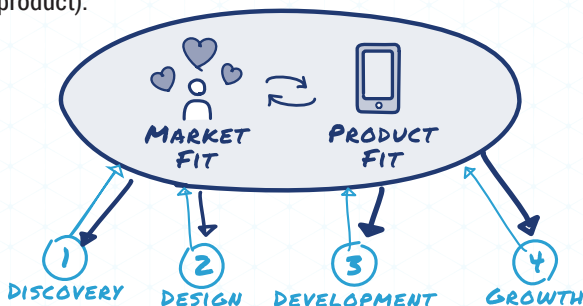 product).
MARKET
FIT
PRODUCT
FIT
1
DISCOVERY
2
DESIGN
3
DEVELOPMENT
4
GROWTH